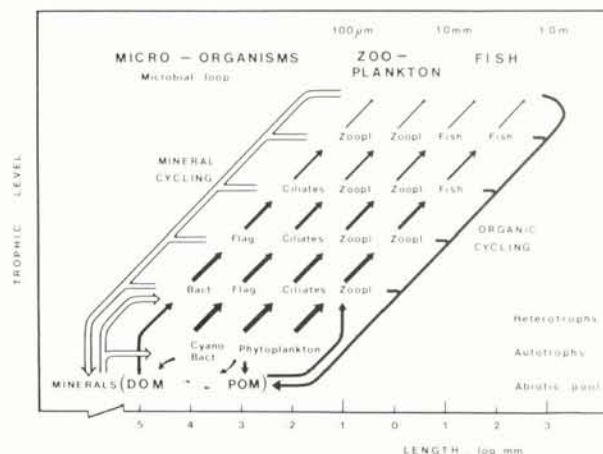 100µm 1.0mm 1.0m
MICRO – ORGANISMS ZOO – FISH
Microbial loop PLANKTON
Zoopl Zoopl Fish Fish
MINERAL
CYCLING
Ciliates Zoopl Zoopl Fish
TROPHIC LEVEL
Flag Ciliates Zoopl Zoopl
ORGANIC
CYCLING
Bact Flag Ciliates Zoopl
Heterotrophs
Cyano
Bact Phytoplankton
Autotrophs
MINERALS (DOM - - POM) Abiotic pool
5 4 3 2 1 0 1 2 3
LENGTH log mm